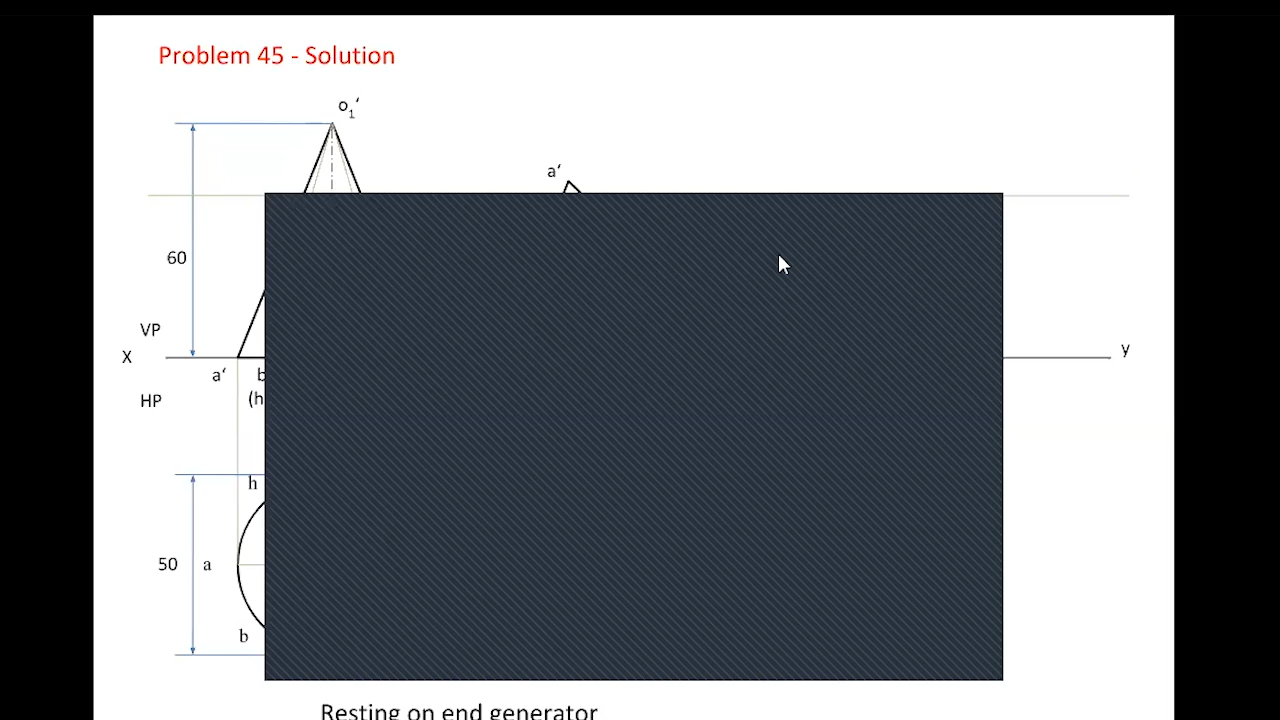 Problem 45 - Solution
o₁‘
a‘
60
VP
X
y
a‘
HP
(h
h
50
a
b
Resting on end generator